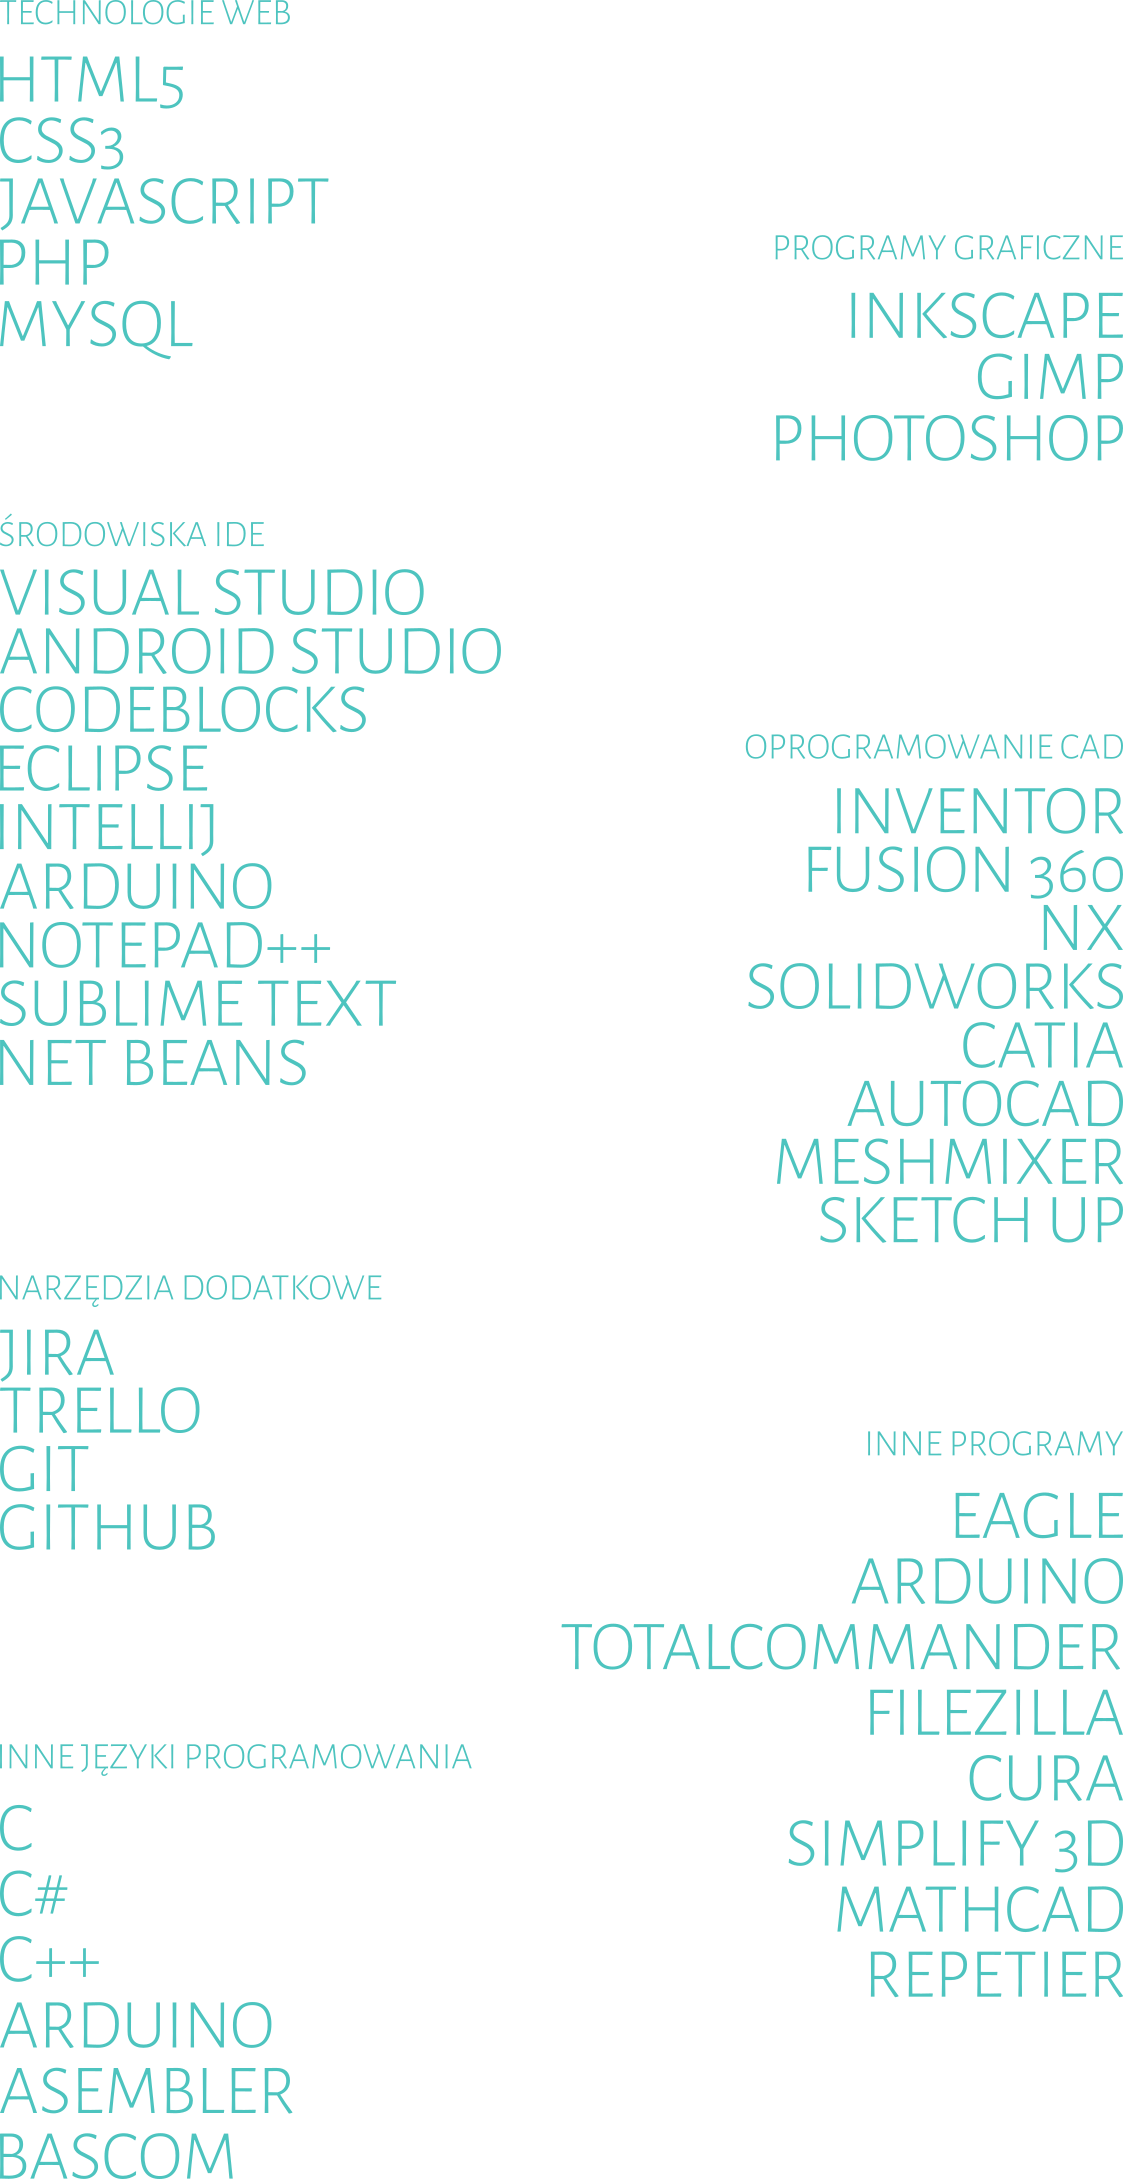 TECHNOLOGIE WEB
HTML5
CSS3
JAVASCRIPT
PHP
MYSQL
ŚRODOWISKA IDE
VISUAL STUDIO
ANDROID STUDIO
CODEBLOCKS
ECLIPSE
INTELLIJ
ARDUINO
NOTEPAD++
SUBLIME TEXT
NET BEANS
NARZĘDZIA DODATKOWE
JIRA
TRELLO
GIT
GITHUB
INNE JĘZYKI PROGRAMOWANIA
C
C#
C++
ARDUINO
ASEMBLER
BASCOM
PROGRAMY GRAFICZNE
INKSCAPE
GIMP
PHOTOSHOP
OPROGRAMOWANIE CAD
INVENTOR
FUSION 360
NX
SOLIDWORKS
CATIA
AUTOCAD
MESHMIXER
SKETCH UP
INNE PROGRAMY
EAGLE
ARDUINO
TOTALCOMMANDER
FILEZILLA
CURA
SIMPLIFY 3D
MATHCAD
REPETIER